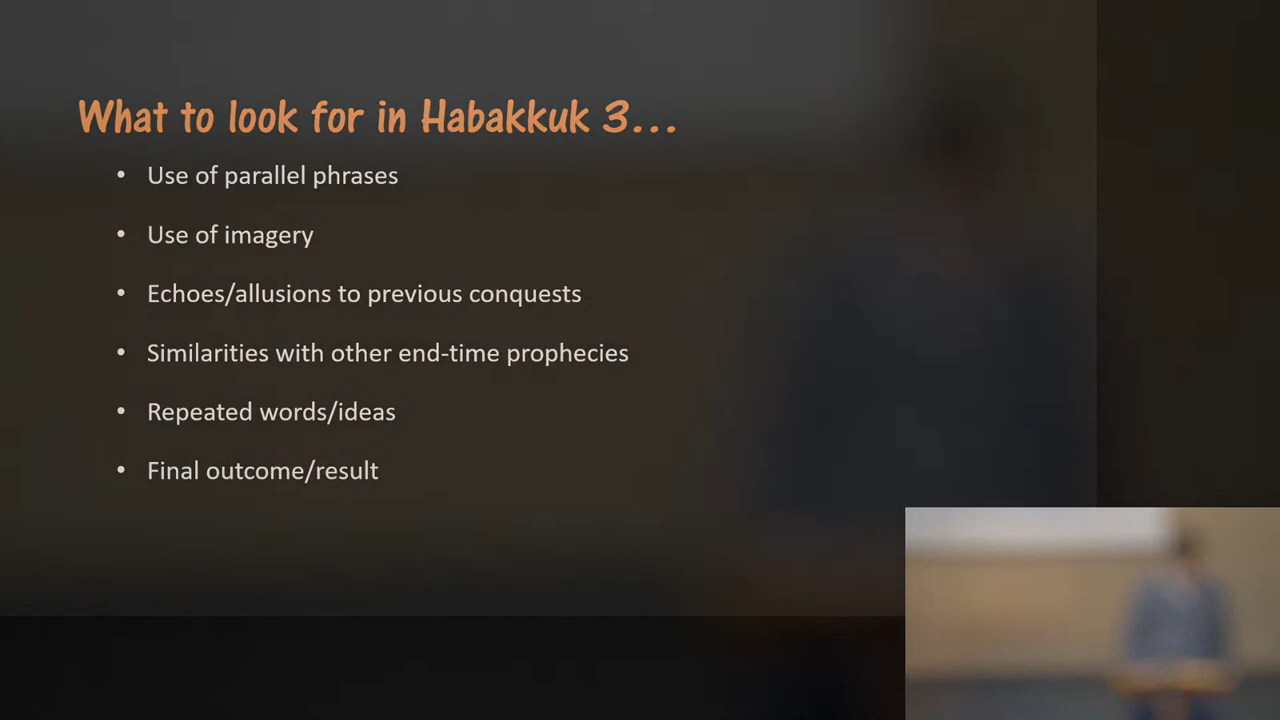 What to look for in Habakkuk 3...
• Use of parallel phrases
• Use of imagery
• Echoes/allusions to previous conquests
• Similarities with other end-time prophecies
• Repeated words/ideas
• Final outcome/result